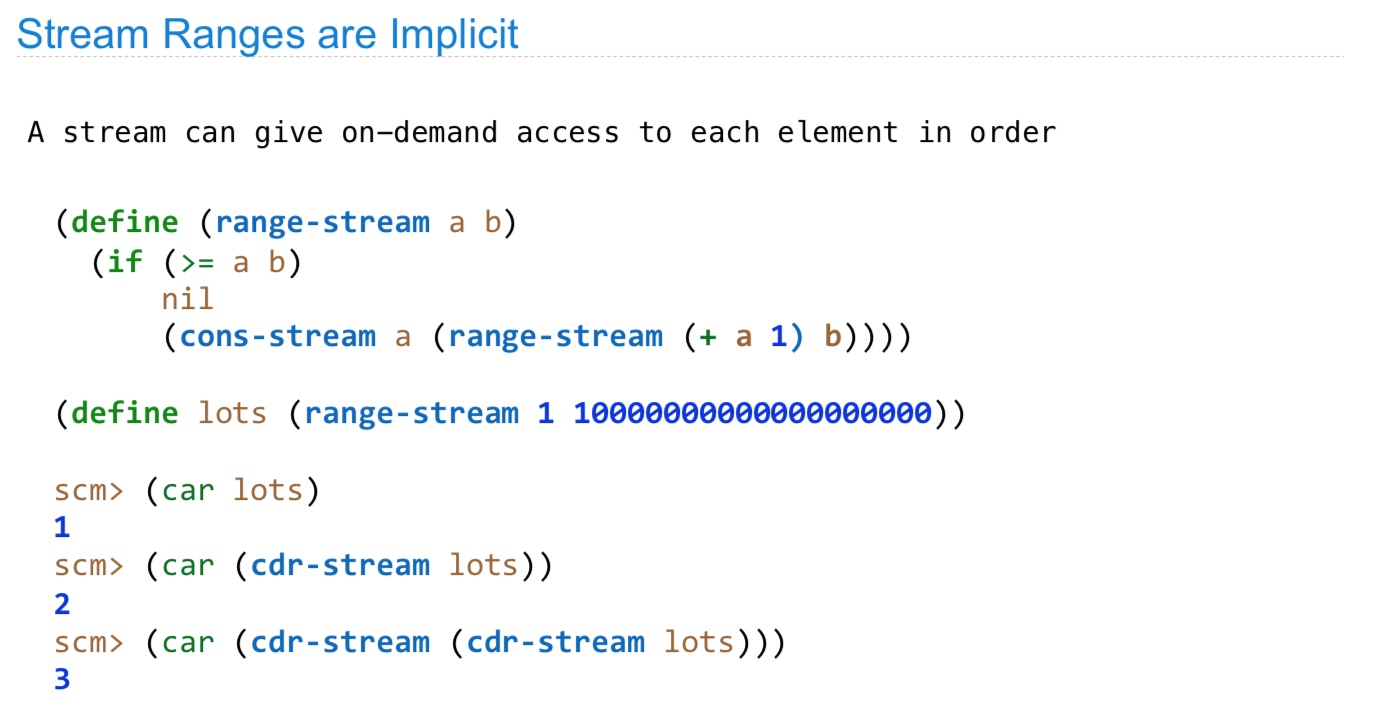 Stream Ranges are Implicit
A stream can give on-demand access to each element in order
(define (range-stream a b)
(if (>= a b)
nil
(cons-stream a (range-stream (+ a 1) b))))
(define lots (range-stream 1 10000000000000000000))
scm> (car lots)
1
scm> (car (cdr-stream lots))
2
scm> (car (cdr-stream (cdr-stream lots)))
3